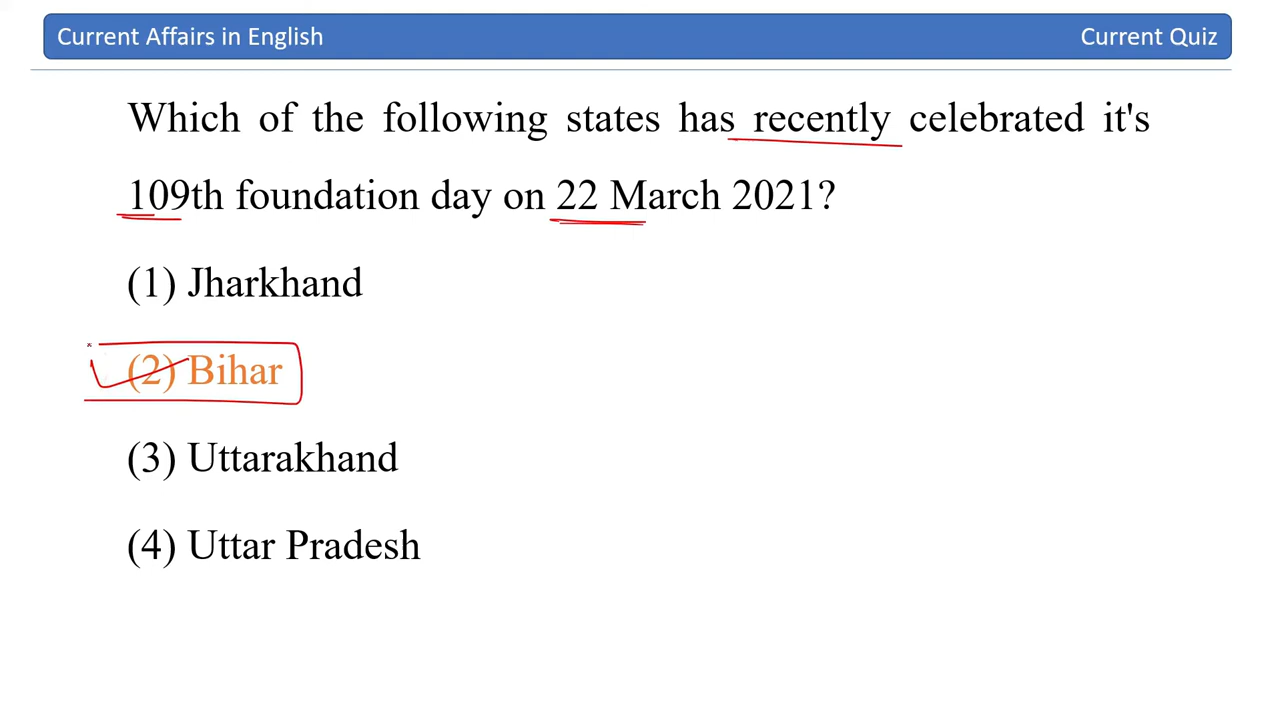 Current Affairs in English
Current Quiz
Which of the following states has recently celebrated it's
109th foundation day on 22 March 2021?
(1) Jharkhand
(2) Bihar
(3) Uttarakhand
(4) Uttar Pradesh